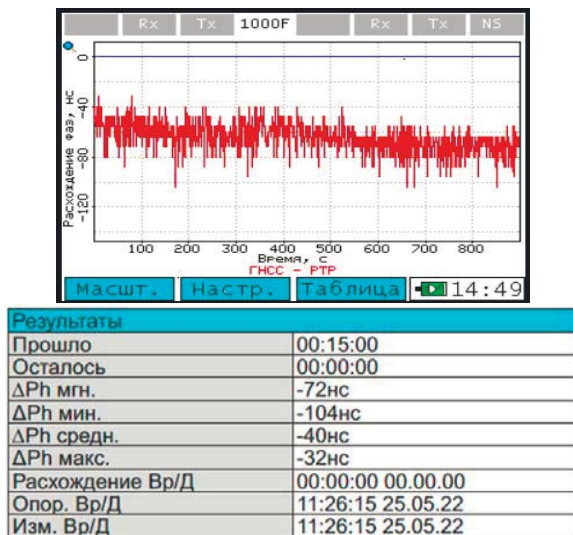 Rx Tx 1000F Rx Tx NS
0
-40
-80
-120
Расхождение фаз, нс
100 200 300 400 500 600 700 800
Время, с
ГНСС - PTP
Масшт. Настр. Таблица 14:49
Результаты
Прошло 00:15:00
Осталось 00:00:00
ΔPh мгн. -72нс
ΔPh мин. -104нс
ΔPh средн. -40нс
ΔPh макс. -32нс
Расхождение Вр/Д 00:00:00 00.00.00
Опор. Вр/Д 11:26:15 25.05.22
Изм. Вр/Д 11:26:15 25.05.22